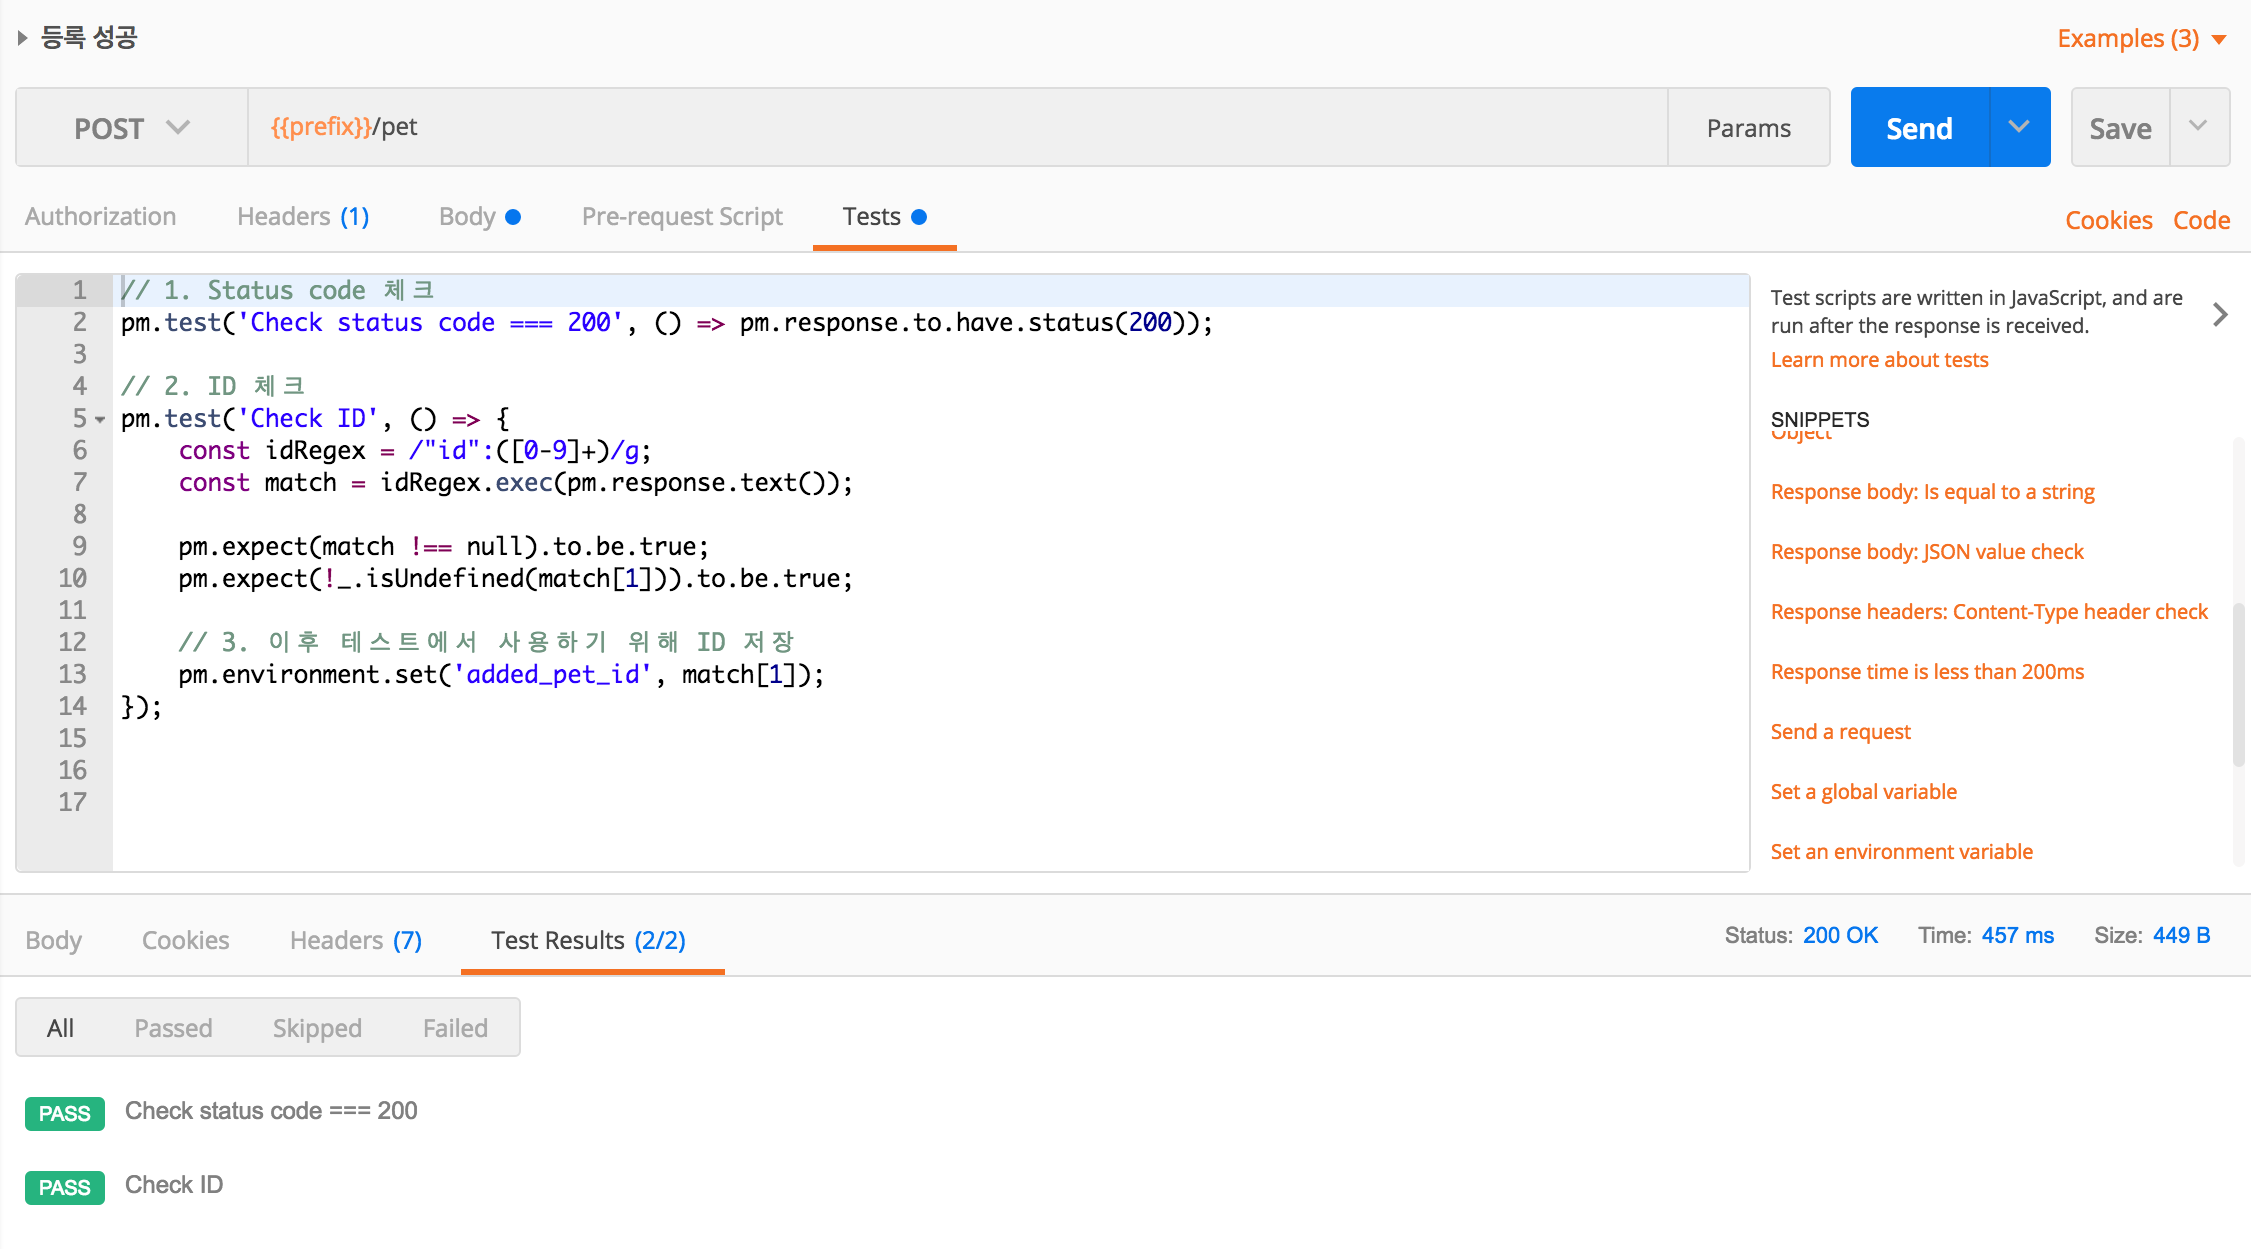 등록 성공
Examples (3)
POST
{{prefix}}/pet
Params
Send
Save
Authorization
Headers (1)
Body
Pre-request Script
Tests
Cookies
Code
1 // 1. Status code 체크
2 pm.test('Check status code === 200', () => pm.response.to.have.status(200));
3
4 // 2. ID 체크
5 pm.test('Check ID', () => {
6     const idRegex = /"id":([0-9]+)/g;
7     const match = idRegex.exec(pm.response.text());
8
9     pm.expect(match !== null).to.be.true;
10     pm.expect(!_.isUndefined(match[1])).to.be.true;
11
12     // 3. 이후 테스트에서 사용하기 위해 ID 저장
13     pm.environment.set('added_pet_id', match[1]);
14 });
15
16
17
Test scripts are written in JavaScript, and are
run after the response is received.
Learn more about tests
SNIPPETS
Object
Response body: Is equal to a string
Response body: JSON value check
Response headers: Content-Type header check
Response time is less than 200ms
Send a request
Set a global variable
Set an environment variable
Body
Cookies
Headers (7)
Test Results (2/2)
Status: 200 OK
Time: 457 ms
Size: 449 B
All
Passed
Skipped
Failed
PASS Check status code === 200
PASS Check ID